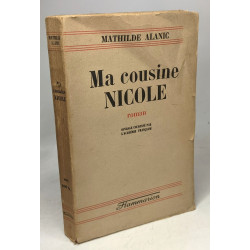 MATHILDE ALANIC
Ma cousine
NICOLE
roman
OUVRAGE COURONNÉ PAR
L'ACADÉMIE FRANÇAISE
Flammarion